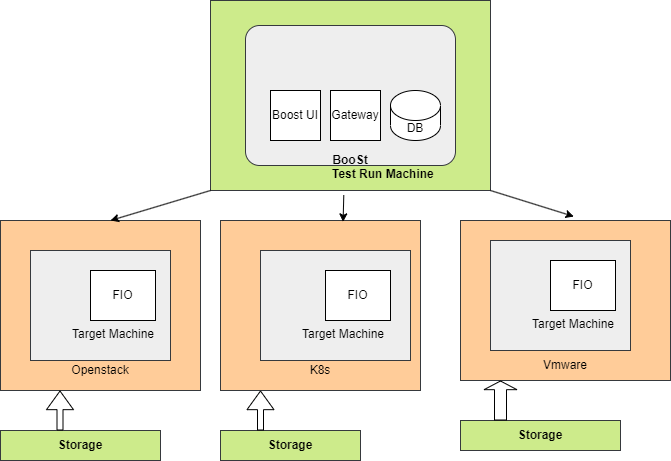 Boost UI
Gateway
DB
BooSt
Test Run Machine
FIO
Target Machine
Openstack
FIO
Target Machine
K8s
FIO
Target Machine
Vmware
Storage
Storage
Storage